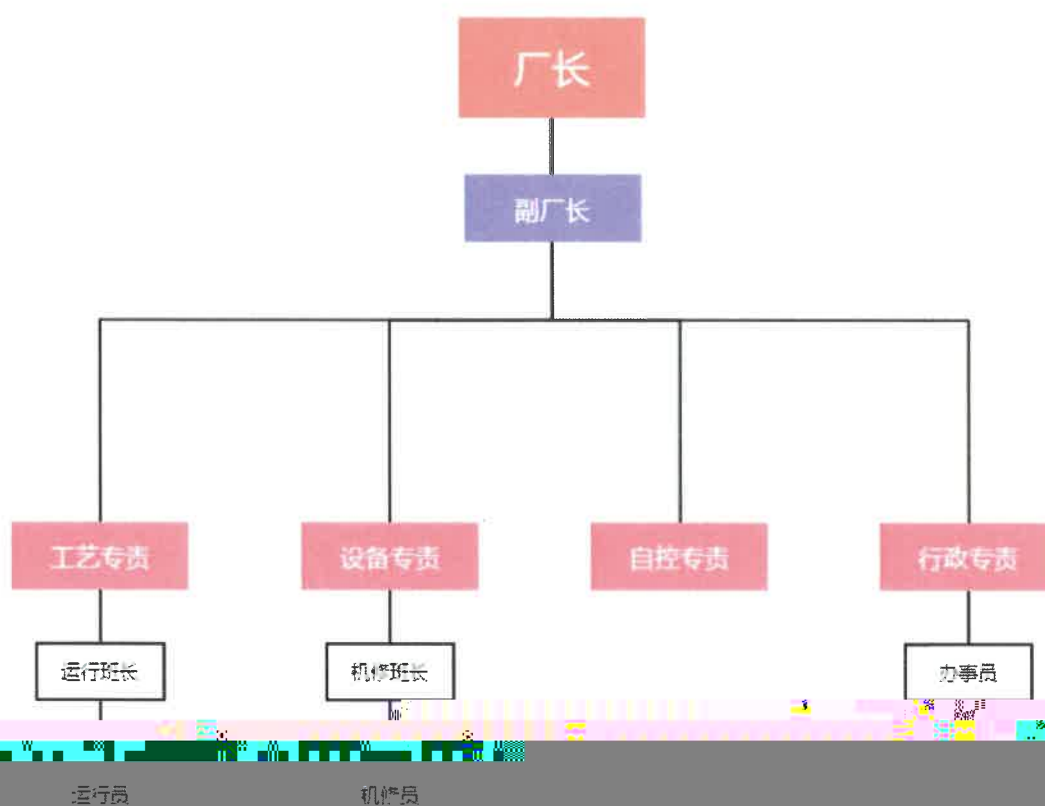 厂长
副厂长
工艺专责 设备专责 自控专责 行政专责
运行班长 机修班长 办事员
运行员 机修员